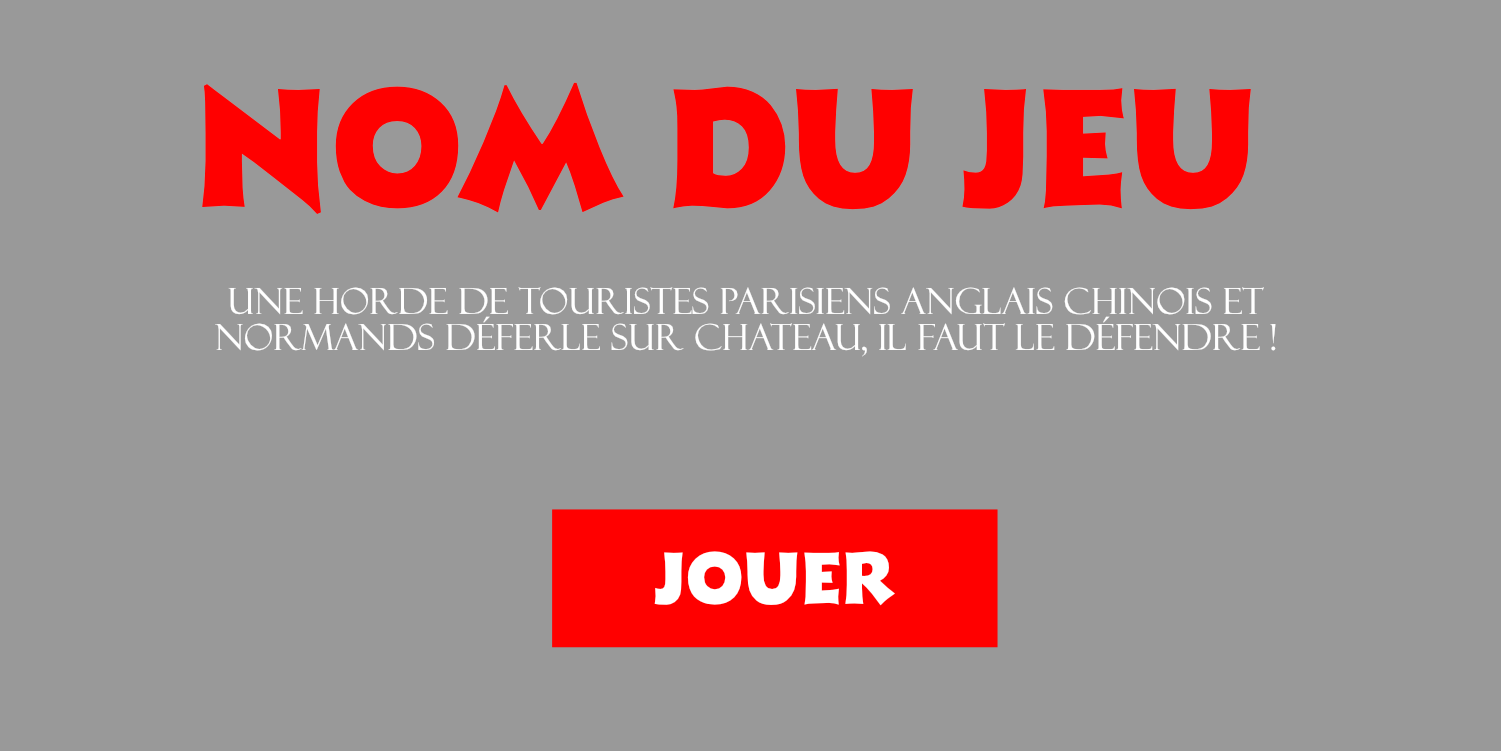 NOM DU JEU
UNE HORDE DE TOURISTES PARISIENS ANGLAIS CHINOIS ET
NORMANDS DÉFERLE SUR CHATEAU, IL FAUT LE DÉFENDRE !
JOUER